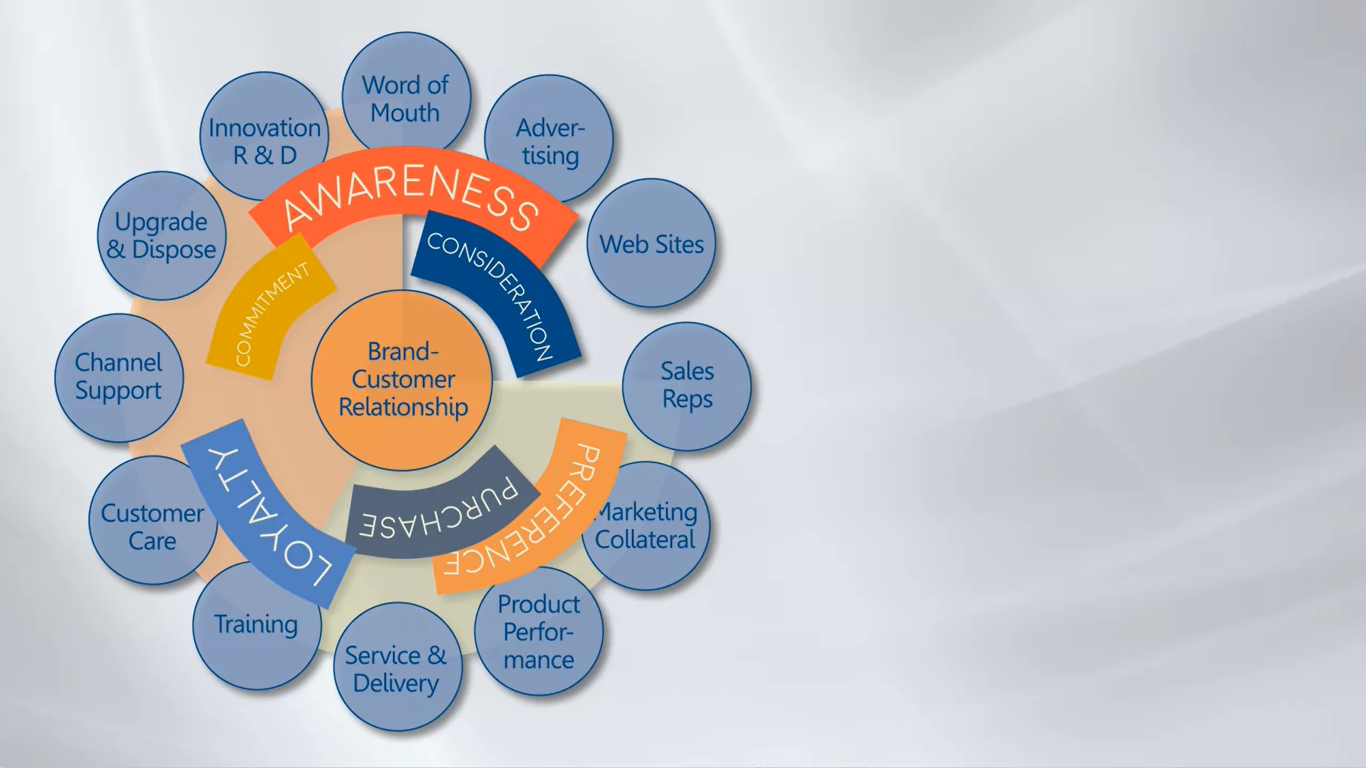 Word of
Mouth
Adver-
tising
Web Sites
Sales
Reps
Marketing
Collateral
Product
Perfor-
mance
Service &
Delivery
Training
Customer
Care
Channel
Support
Upgrade
& Dispose
Innovation
R & D
AWARENESS
CONSIDERATION
PREFERENCE
PURCHASE
LOYALTY
COMMITMENT
Brand-
Customer
Relationship